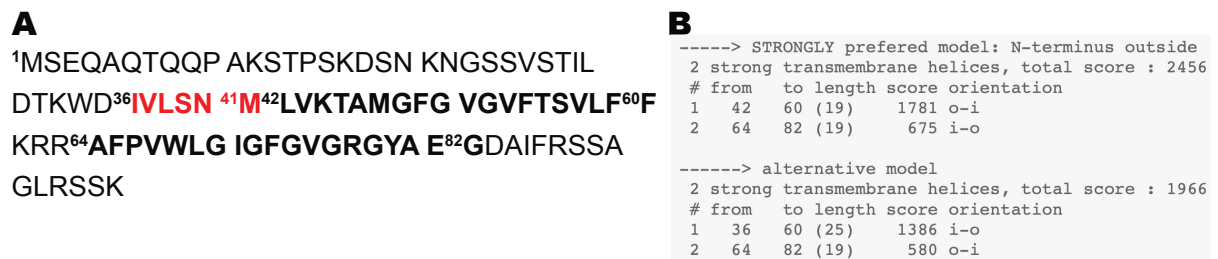 A
¹MSEQAQTQQP AKSTPSKDSN KNGSSVSTIL
DTKWD³⁶IVLSN ⁴¹M⁴²LVKTAMGFG VGVFTSVLF⁶⁰F
KRR⁶⁴AFPVWLG IGFGVGRGYA E⁸²GDAIFRSSA
GLRSSK
B
-----> STRONGLY prefered model: N-terminus outside
2 strong transmembrane helices, total score : 2456
# from to length score orientation
1 42 60 (19) 1781 o-i
2 64 82 (19) 675 i-o
------> alternative model
2 strong transmembrane helices, total score : 1966
# from to length score orientation
1 36 60 (25) 1386 i-o
2 64 82 (19) 580 o-i